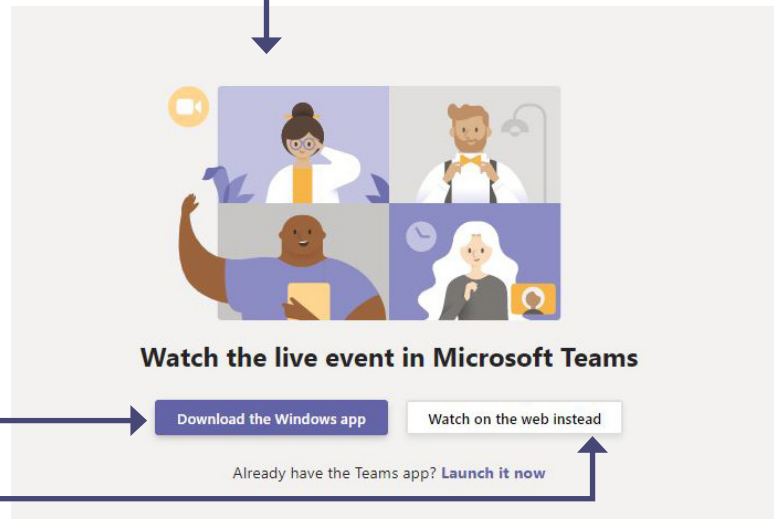 Watch the live event in Microsoft Teams
Download the Windows app
Watch on the web instead
Already have the Teams app? Launch it now